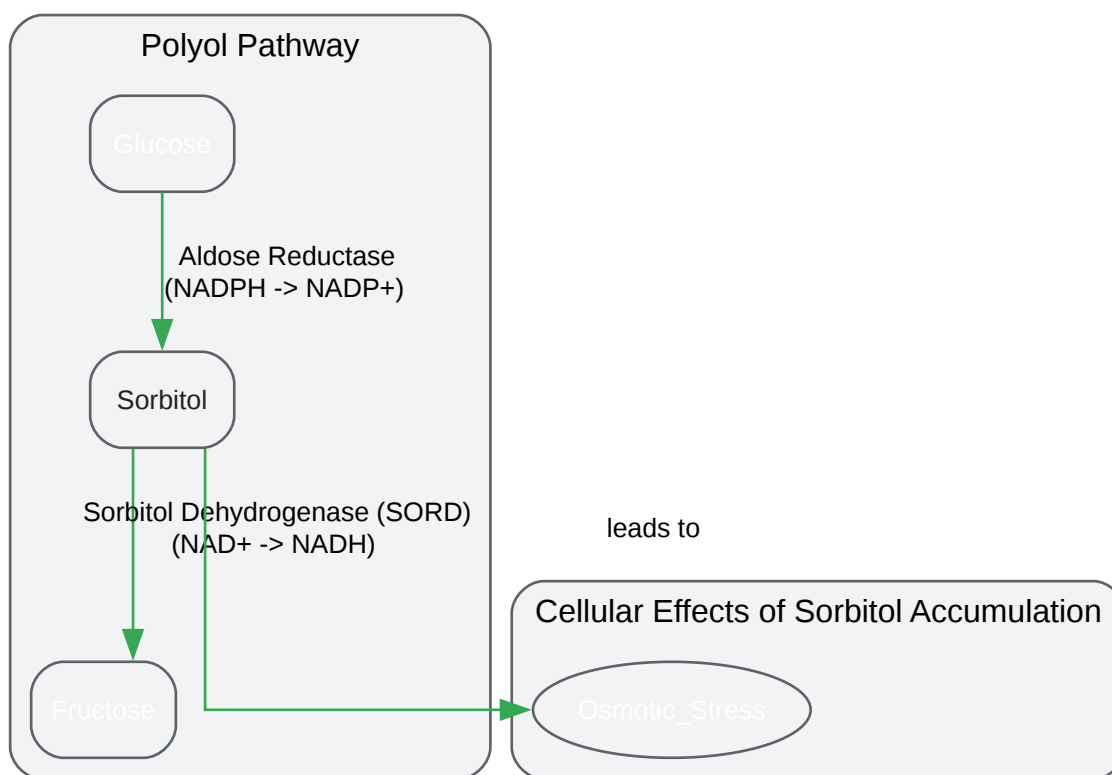 Polyol Pathway
Glucose
Aldose Reductase
(NADPH -> NADP+)
Sorbitol
Sorbitol Dehydrogenase (SORD)
(NAD+ -> NADH)
leads to
Cellular Effects of Sorbitol Accumulation
Fructose
Osmotic_Stress